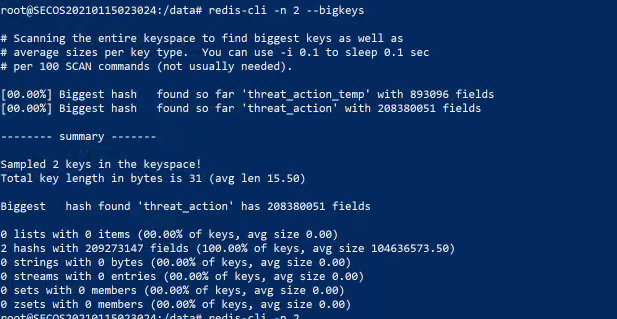 root@SECOS20210115023024:/data# redis-cli -n 2 --bigkeys
# Scanning the entire keyspace to find biggest keys as well as
# average sizes per key type.  You can use -i 0.1 to sleep 0.1 sec
# per 100 SCAN commands (not usually needed).
[00.00%] Biggest hash   found so far 'threat_action_temp' with 893096 fields
[00.00%] Biggest hash   found so far 'threat_action' with 208380051 fields
-------- summary -------
Sampled 2 keys in the keyspace!
Total key length in bytes is 31 (avg len 15.50)
Biggest   hash found 'threat_action' has 208380051 fields
0 lists with 0 items (00.00% of keys, avg size 0.00)
2 hashs with 209273147 fields (100.00% of keys, avg size 104636573.50)
0 strings with 0 bytes (00.00% of keys, avg size 0.00)
0 streams with 0 entries (00.00% of keys, avg size 0.00)
0 sets with 0 members (00.00% of keys, avg size 0.00)
0 zsets with 0 members (00.00% of keys, avg size 0.00)
root@SECOS20210115023024:/data# redis-cli -n 2